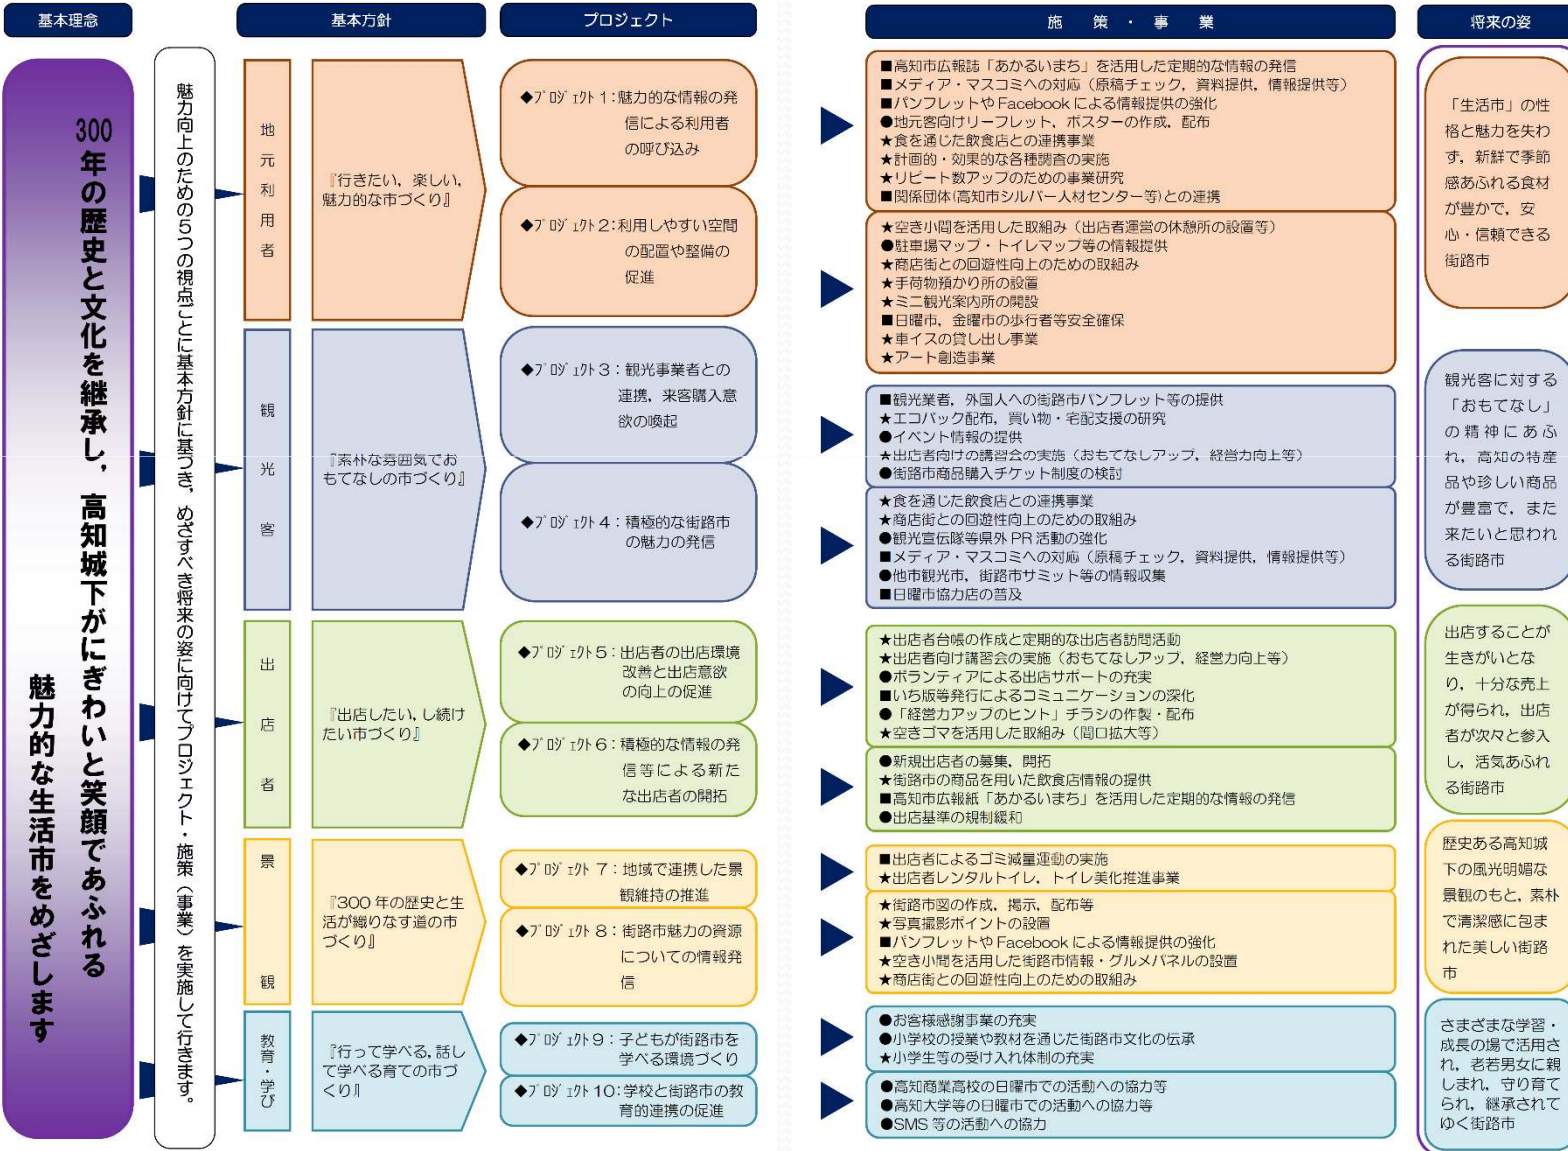 基本理念
基本方針
プロジェクト
施策・事業
将来の姿
300年の歴史と文化を継承し，高知城下がにぎわいと笑顔であふれる
魅力的な生活市をめざします
魅力向上のための5つの視点ごとに基本方針に基づき，めざすべき将来の姿に向けてプロジェクト・施策（事業）を実施して行きます。
地元利用者
『行きたい，楽しい，
魅力的な市づくり』
◆プロジェクト1：魅力的な情報の発
信による利用者
の呼び込み
◆プロジェクト2：利用しやすい空間
の配置や整備の
促進
■高知市広報誌「あかるいまち」を活用した定期的な情報の発信
■メディア・マスコミへの対応（原稿チェック，資料提供，情報提供等）
■パンフレットやFacebookによる情報提供の強化
●地元客向けリーフレット，ポスターの作成，配布
★食を通じた飲食店との連携事業
★計画的・効果的な各種調査の実施
★リピート数アップのための事業研究
■関係団体(高知市シルバー人材センター等)との連携
★空き小間を活用した取組み（出店者運営の休憩所の設置等）
●駐車場マップ・トイレマップ等の情報提供
★商店街との回遊性向上のための取組み
★手荷物預かり所の設置
★ミニ観光案内所の開設
■日曜市，金曜市の歩行者等安全確保
★車イスの貸し出し事業
★アート創造事業
「生活市」の性
格と魅力を失わ
ず，新鮮で季節
感あふれる食材
が豊かで，安
心・信頼できる
街路市
観光客
『素朴な雰囲気でお
もてなしの市づくり』
◆プロジェクト3：観光事業者との
連携，来客購入意
欲の喚起
◆プロジェクト4：積極的な街路市
の魅力の発信
■観光業者，外国人への街路市パンフレット等の提供
★エコバック配布，買い物・宅配支援の研究
●イベント情報の提供
★出店者向けの講習会の実施（おもてなしアップ，経営力向上等）
●街路市商品購入チケット制度の検討
★食を通じた飲食店との連携事業
★商店街との回遊性向上のための取組み
●観光宣伝隊等県外PR活動の強化
■メディア・マスコミへの対応（原稿チェック，資料提供，情報提供等）
●他市観光市，街路市サミット等の情報収集
■日曜市協力店の普及
観光客に対する
「おもてなし」
の精神にあふ
れ，高知の特産
品や珍しい商品
が豊富で，また
来たいと思われ
る街路市
出店者
『出店したい，し続け
たい市づくり』
◆プロジェクト5：出店者の出店環境
改善と出店意欲
の向上の促進
◆プロジェクト6：積極的な情報の発
信等による新た
な出店者の開拓
★出店者台帳の作成と定期的な出店者訪問活動
★出店者向け講習会の実施（おもてなしアップ，経営力向上等）
●ボランティアによる出店サポートの充実
■いち版等発行によるコミュニケーションの深化
●「経営力アップのヒント」チラシの作製・配布
★空きゴマを活用した取組み（間口拡大等）
●新規出店者の募集，開拓
★街路市の商品を用いた飲食店情報の提供
■高知市広報紙「あかるいまち」を活用した定期的な情報の発信
●出店基準の規制緩和
出店することが
生きがいとな
り，十分な売上
が得られ，出店
者が次々と参入
し，活気あふれ
る街路市
景観
『300年の歴史と生
活が織りなす道の市
づくり』
◆プロジェクト7：地域で連携した景
観維持の推進
◆プロジェクト8：街路市魅力の資源
についての情報発
信
■出店者によるゴミ減量運動の実施
★出店者レンタルトイレ，トイレ美化推進事業
★街路市図の作成，掲示，配布等
★写真撮影ポイントの設置
■パンフレットやFacebookによる情報提供の強化
★空き小間を活用した街路市情報・グルメパネルの設置
★商店街との回遊性向上のための取組み
歴史ある高知城
下の風光明媚な
景観のもと，素朴
で清潔感に包ま
れた美しい街路
市
教育・学び
『行って学べる，話し
て学べる育ての市づ
くり』
◆プロジェクト9：子どもが街路市を
学べる環境づくり
◆プロジェクト10：学校と街路市の教
育的連携の促進
●お客様感謝事業の充実
●小学校の授業や教材を通じた街路市文化の伝承
★小学生等の受け入れ体制の充実
●高知商業高校の日曜市での活動への協力等
●高知大学等の日曜市での活動への協力等
●SMS等の活動への協力
さまざまな学習・
成長の場で活用さ
れ，老若男女に親
しまれ，守り育て
られ，継承されて
ゆく街路市